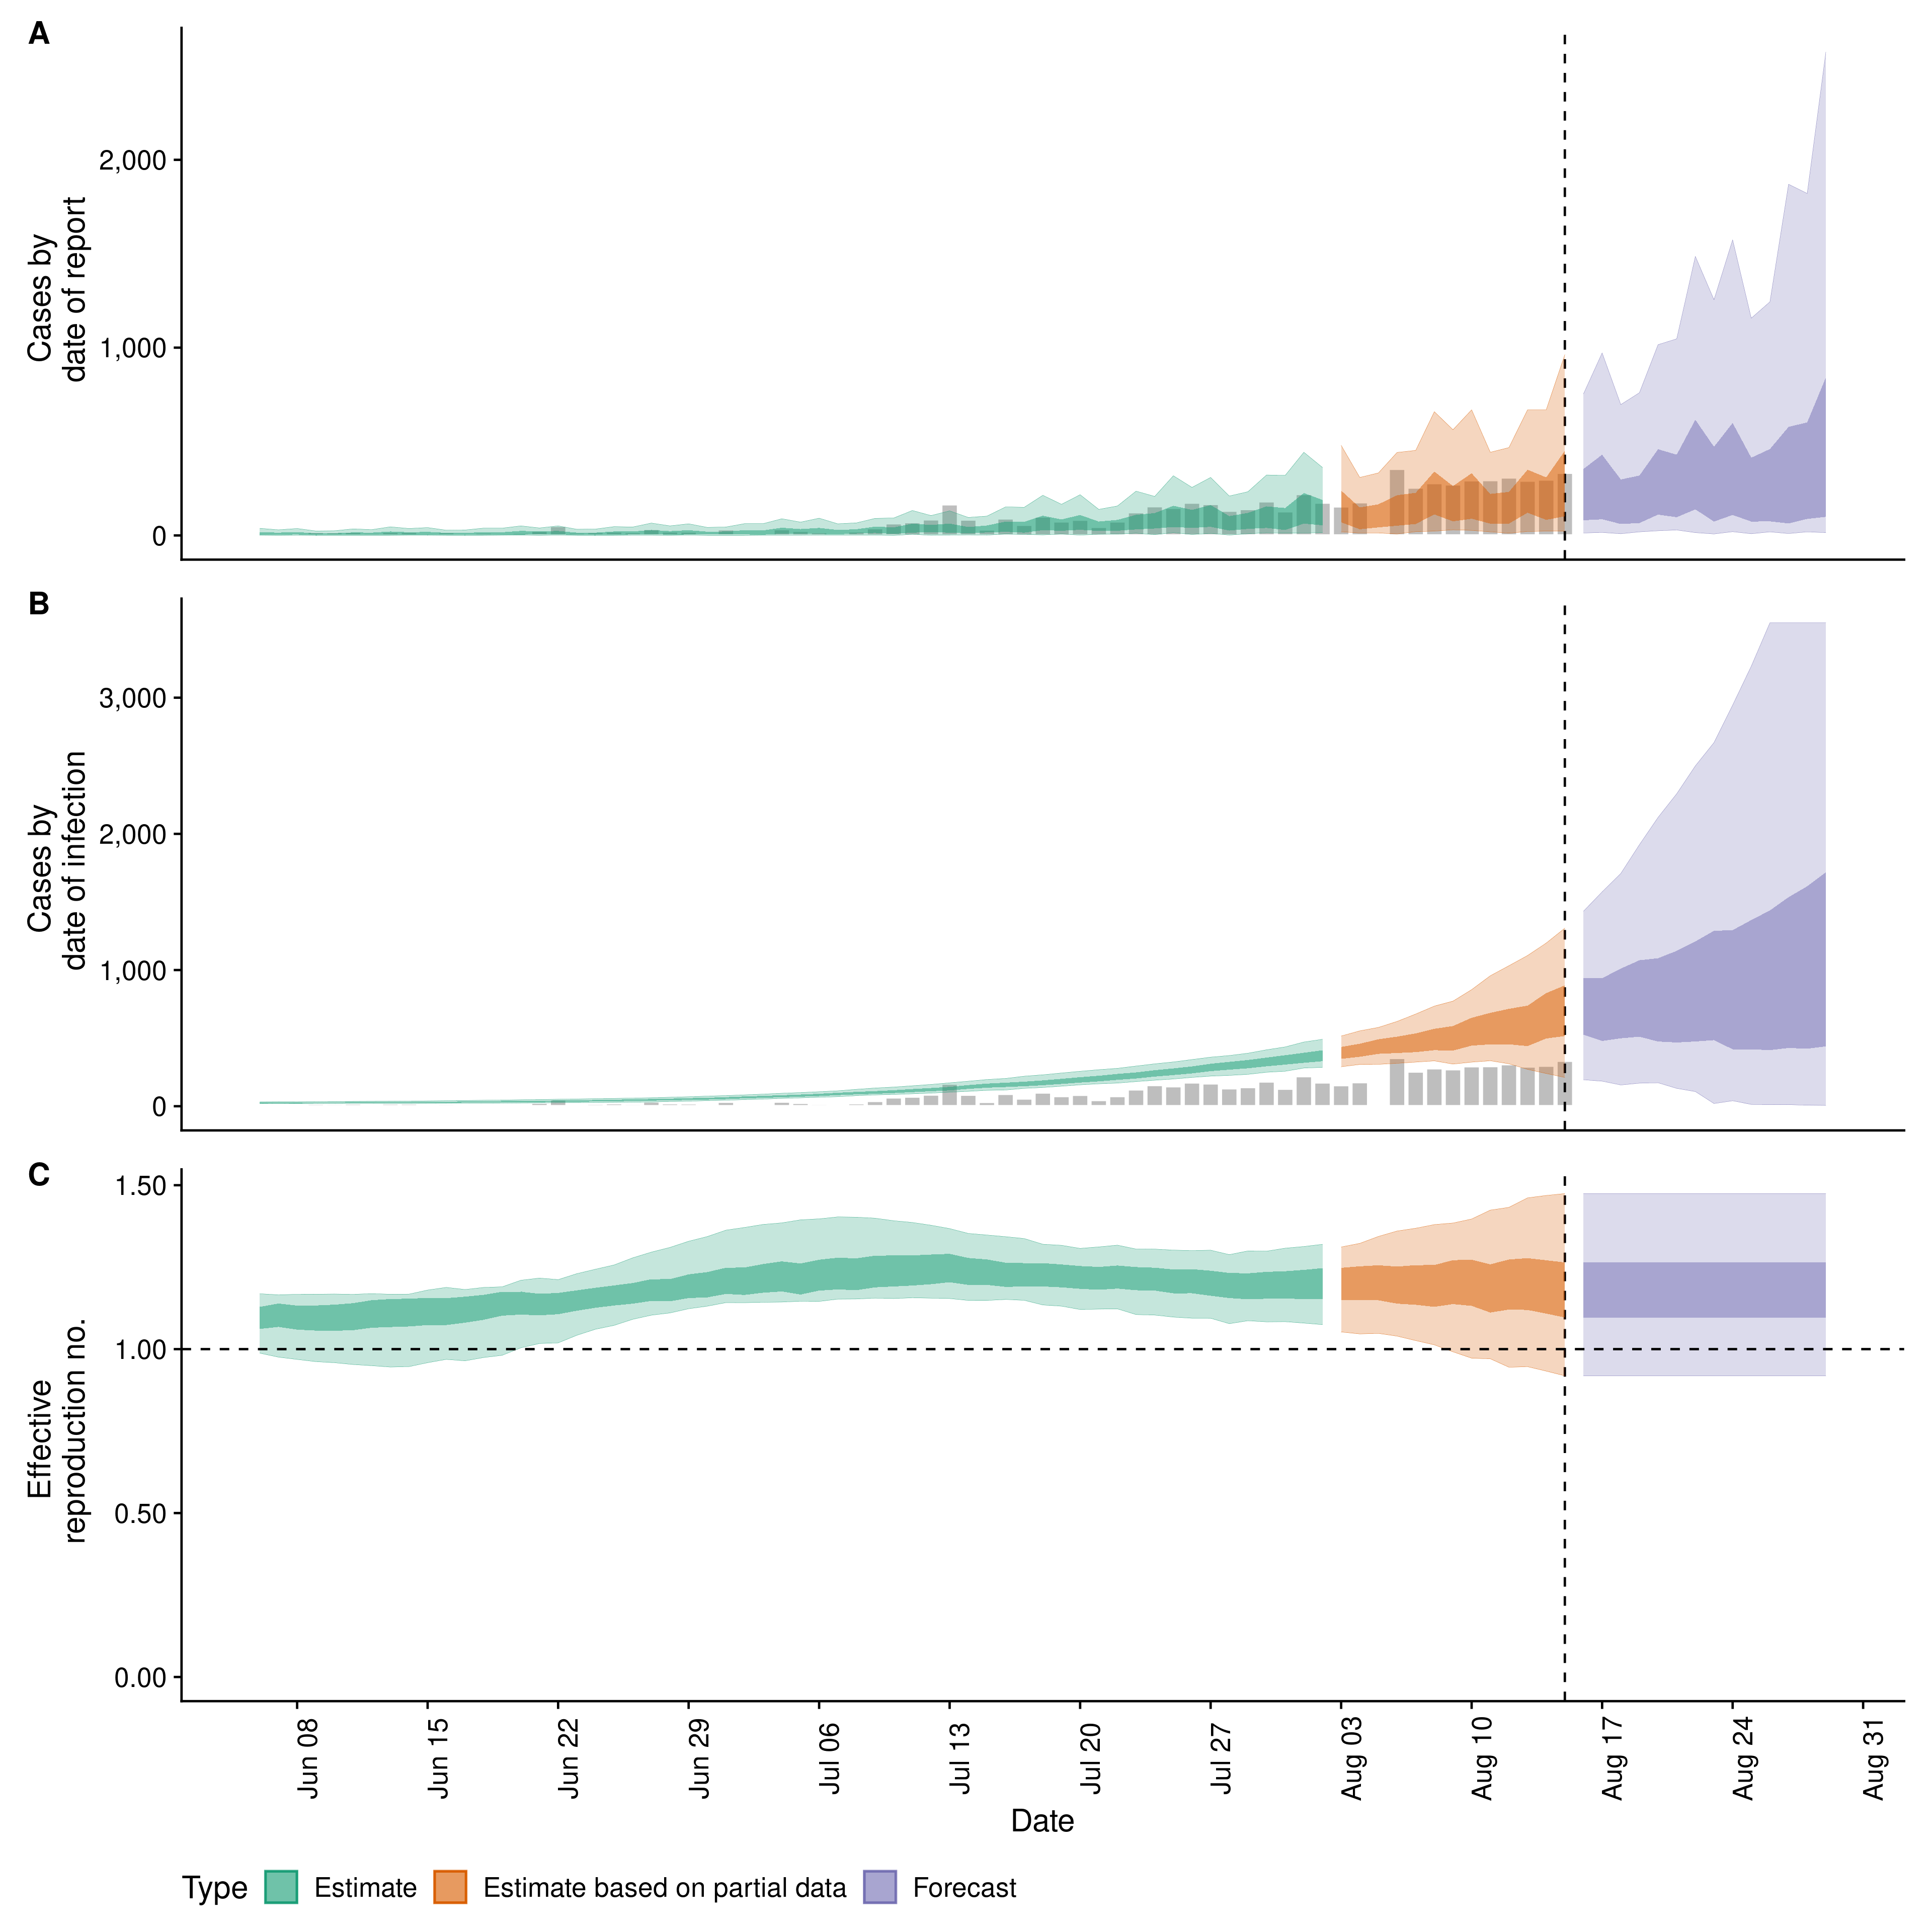 A
Cases by
date of report
2,000
1,000
0
B
Cases by
date of infection
3,000
2,000
1,000
0
C
Effective
reproduction no.
1.50
1.00
0.50
0.00
Jun 08
Jun 15
Jun 22
Jun 29
Jul 06
Jul 13
Jul 20
Jul 27
Aug 03
Aug 10
Aug 17
Aug 24
Aug 31
Date
Type Estimate Estimate based on partial data Forecast